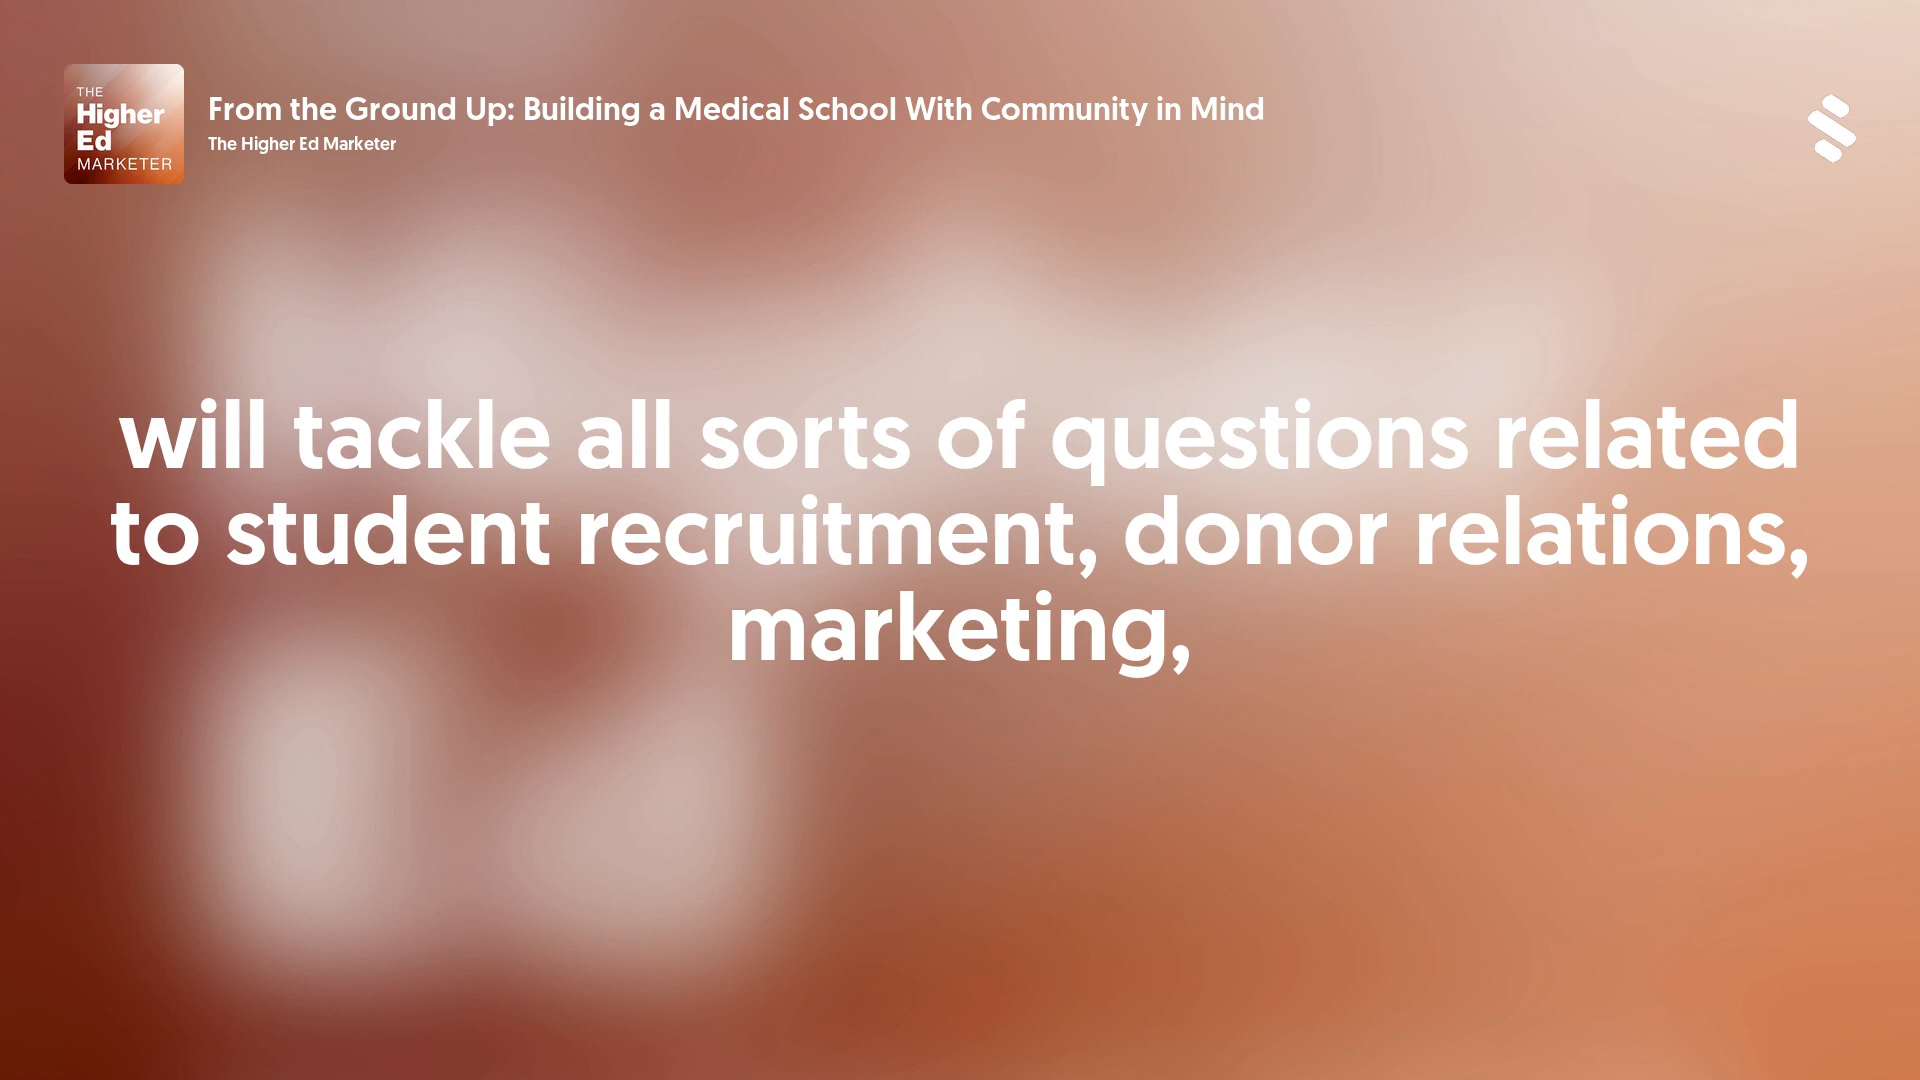 THE
Higher
Ed
MARKETER
From the Ground Up: Building a Medical School With Community in Mind
The Higher Ed Marketer
will tackle all sorts of questions related
to student recruitment, donor relations,
marketing,